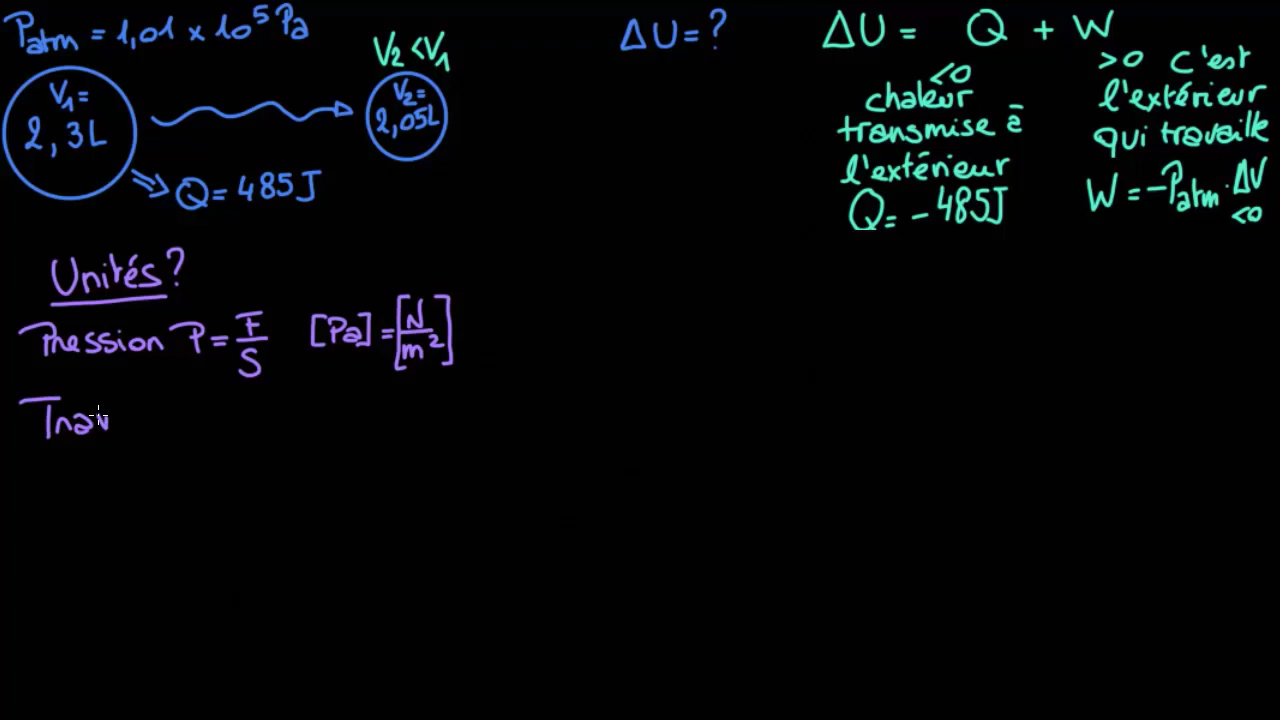 Patm = 1,01 x 10⁵ Pa
V₁ =
2,3L
V₂ < V₁
V₂ =
2,05L
Q = 485J
ΔU = ?
ΔU = Q + W
<0
chaleur
transmise à
l'extérieur
Q = - 485J
>0 c'est
l'extérieur
qui travaille
W = -Patm · ΔV
<0
Unités ?
Pression P = F/S [Pa] = [N/m²]
Trav